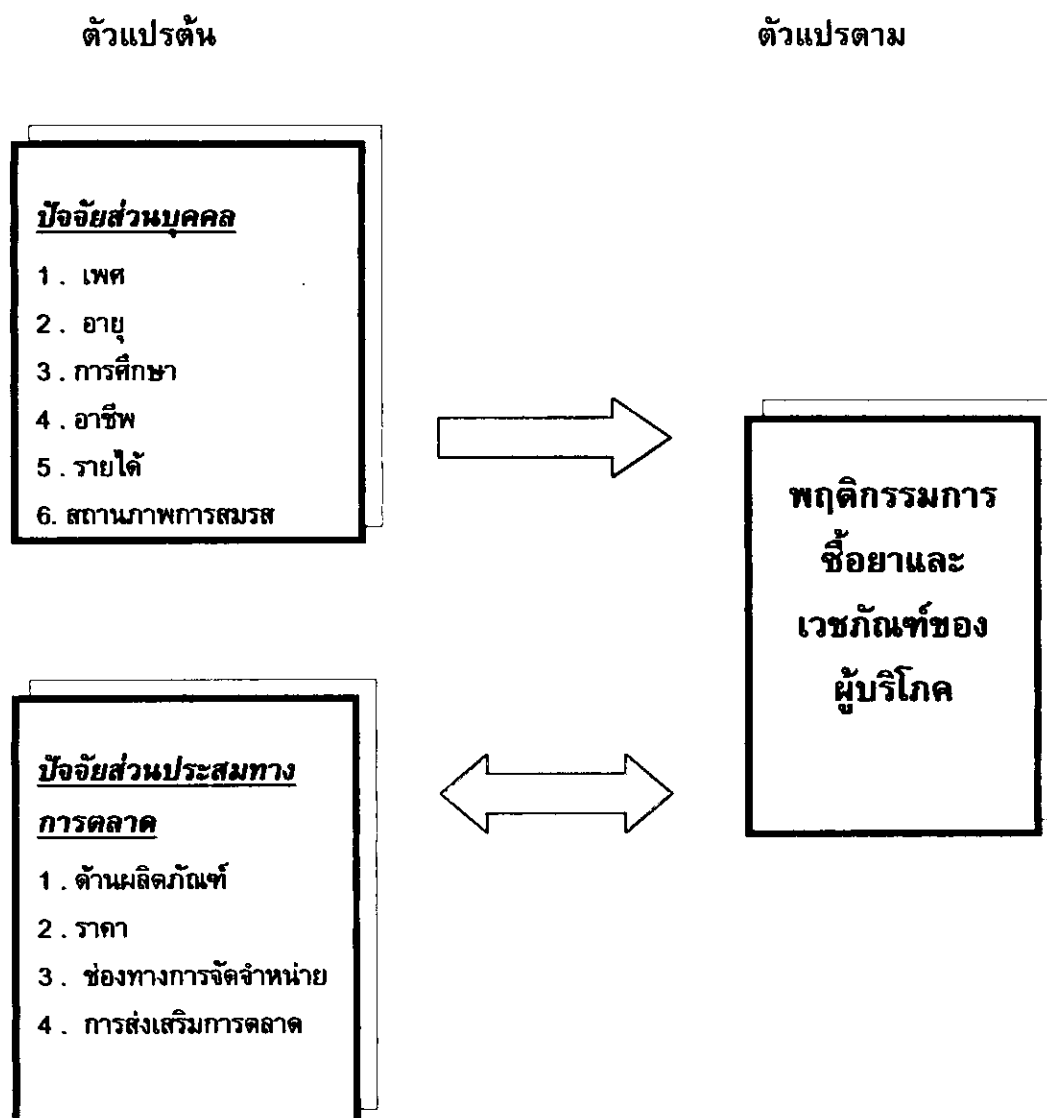 ตัวแปรต้น
ตัวแปรตาม
ปัจจัยส่วนบุคคล
1 . เพศ
2 . อายุ
3 . การศึกษา
4 . อาชีพ
5 . รายได้
6. สถานภาพการสมรส
พฤติกรรมการ
ซื้อยาและ
เวชภัณฑ์ของ
ผู้บริโภค
ปัจจัยส่วนประสมทาง
การตลาด
1 . ด้านผลิตภัณฑ์
2 . ราคา
3 . ช่องทางการจัดจำหน่าย
4 . การส่งเสริมการตลาด